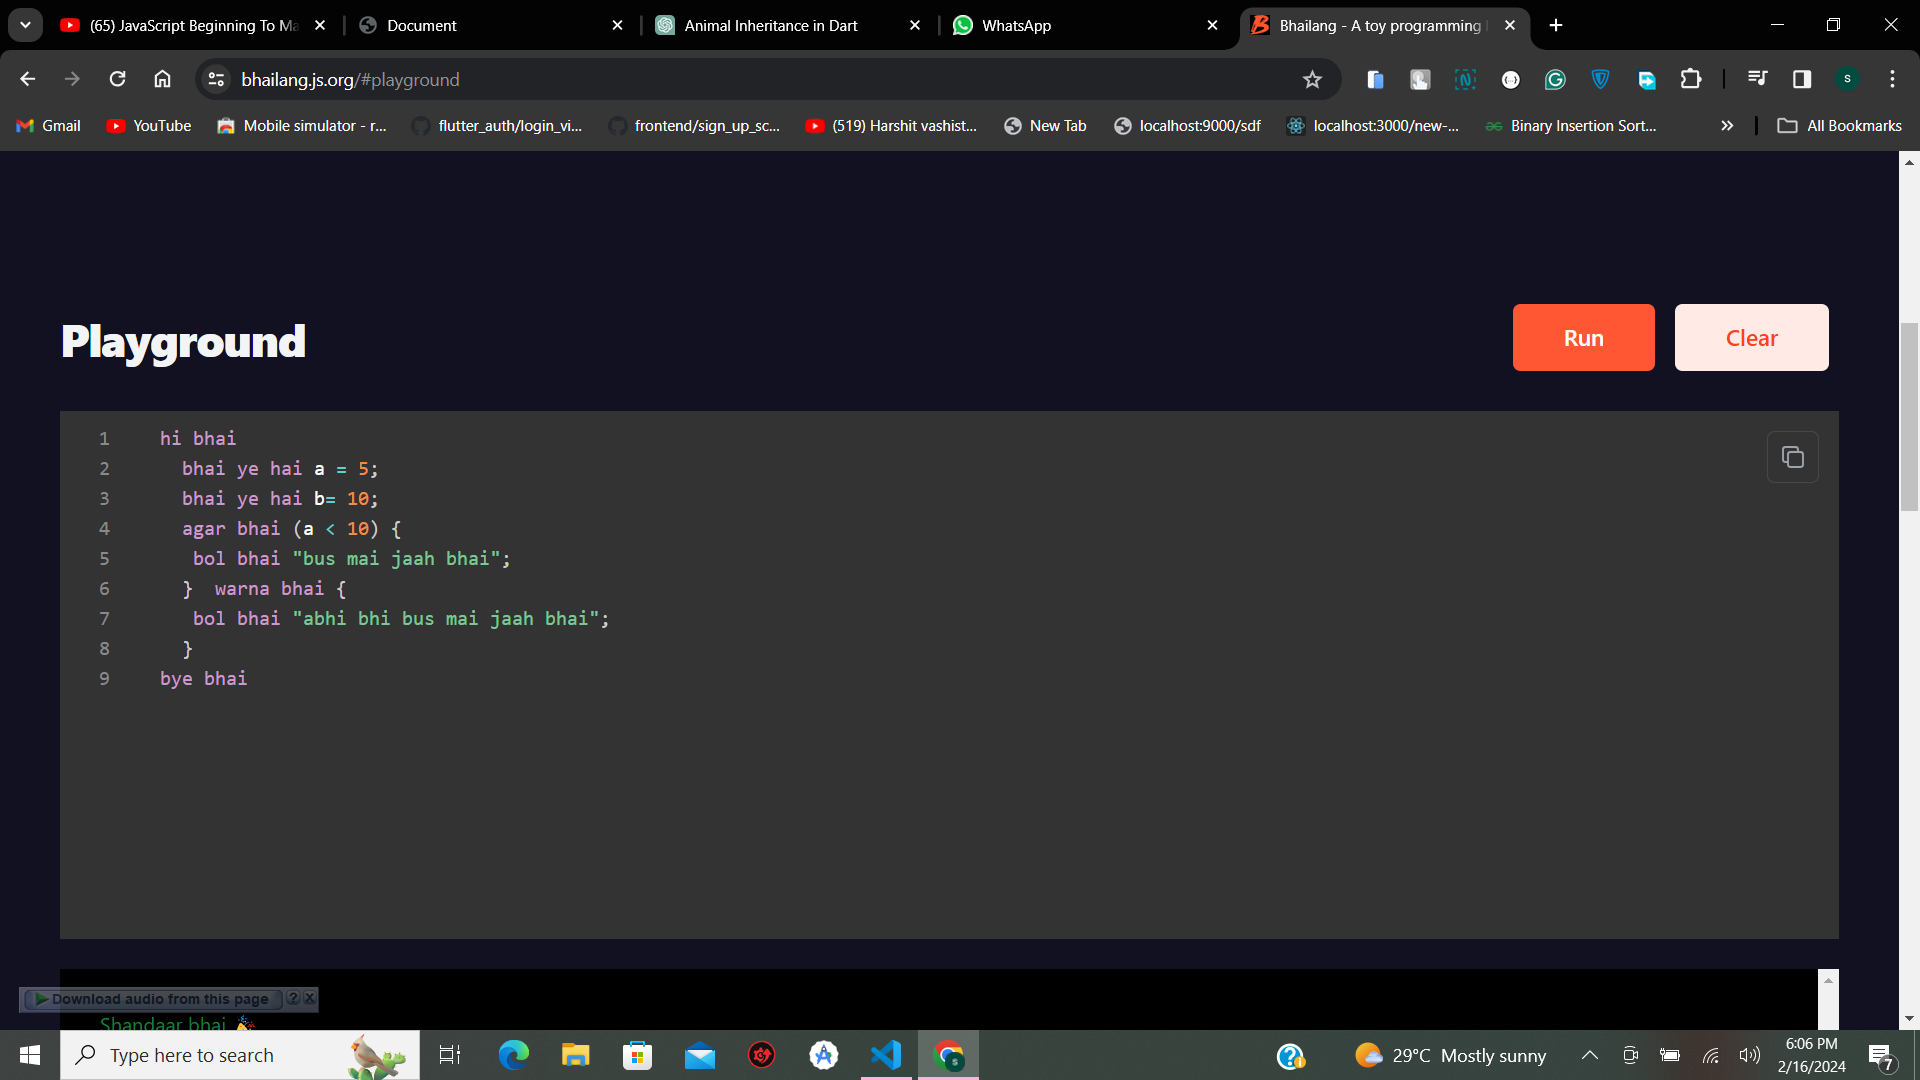 (65) JavaScript Beginning To Ma
Document
Animal Inheritance in Dart
WhatsApp
Bhailang - A toy programming
bhailang.js.org/#playground
S
Gmail
YouTube
Mobile simulator - r...
flutter_auth/login_vi...
frontend/sign_up_sc...
(519) Harshit vashist...
New Tab
localhost:9000/sdf
localhost:3000/new-...
Binary Insertion Sort...
All Bookmarks
Playground
Run
Clear
1 hi bhai
2 bhai ye hai a = 5;
3 bhai ye hai b= 10;
4 agar bhai (a < 10) {
5 bol bhai "bus mai jaah bhai";
6 } warna bhai {
7 bol bhai "abhi bhi bus mai jaah bhai";
8 }
9 bye bhai
Download audio from this page
Shandaar bhai
Type here to search
29°C Mostly sunny
6:06 PM
2/16/2024
7